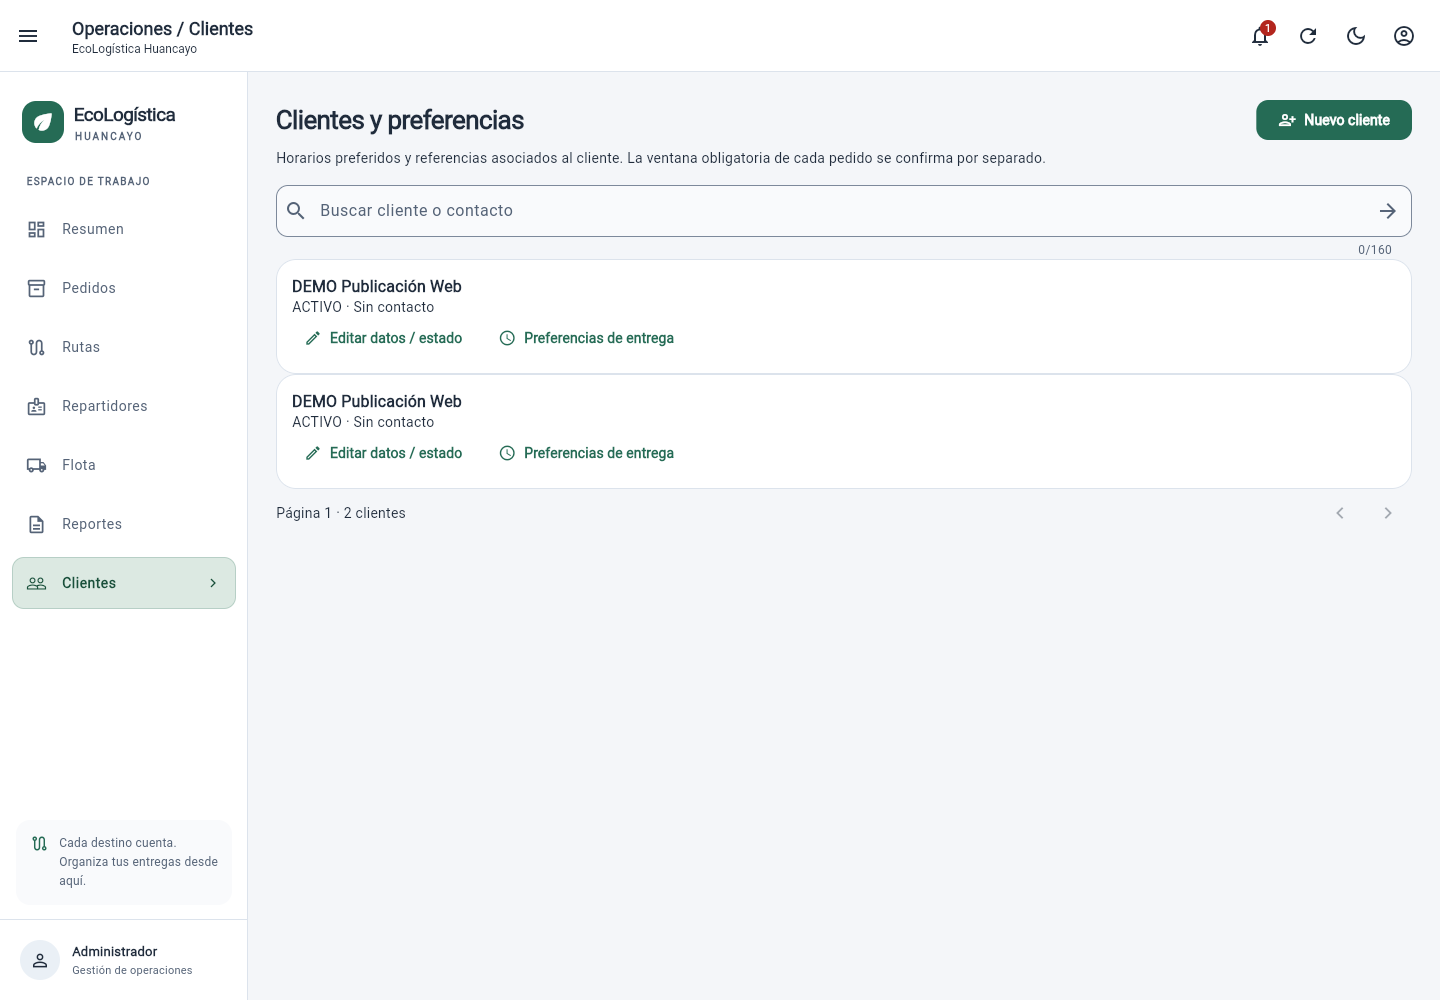 Operaciones / Clientes
EcoLogística Huancayo
1
EcoLogística
HUANCAYO
ESPACIO DE TRABAJO
Resumen
Pedidos
Rutas
Repartidores
Flota
Reportes
Clientes
Cada destino cuenta.
Organiza tus entregas desde
aquí.
Administrador
Gestión de operaciones
Clientes y preferencias
Nuevo cliente
Horarios preferidos y referencias asociados al cliente. La ventana obligatoria de cada pedido se confirma por separado.
Buscar cliente o contacto
0/160
DEMO Publicación Web
ACTIVO · Sin contacto
Editar datos / estado Preferencias de entrega
DEMO Publicación Web
ACTIVO · Sin contacto
Editar datos / estado Preferencias de entrega
Página 1 · 2 clientes